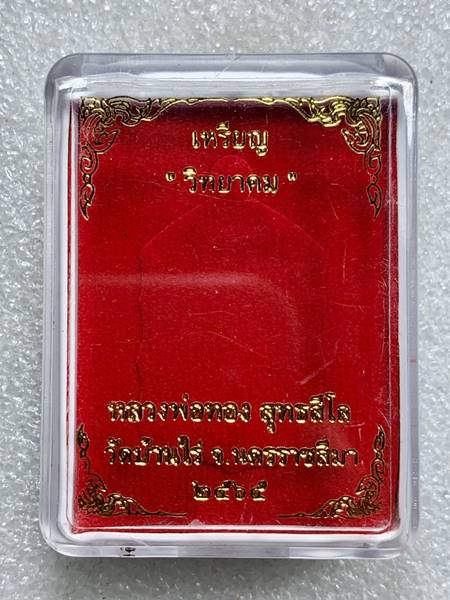 เหรียญ
" วิทยาคม "
หลวงพ่อทอง สุทธสีโล
วัดบ้านไร่ จ.นครราชสีมา
๒๕๖๕